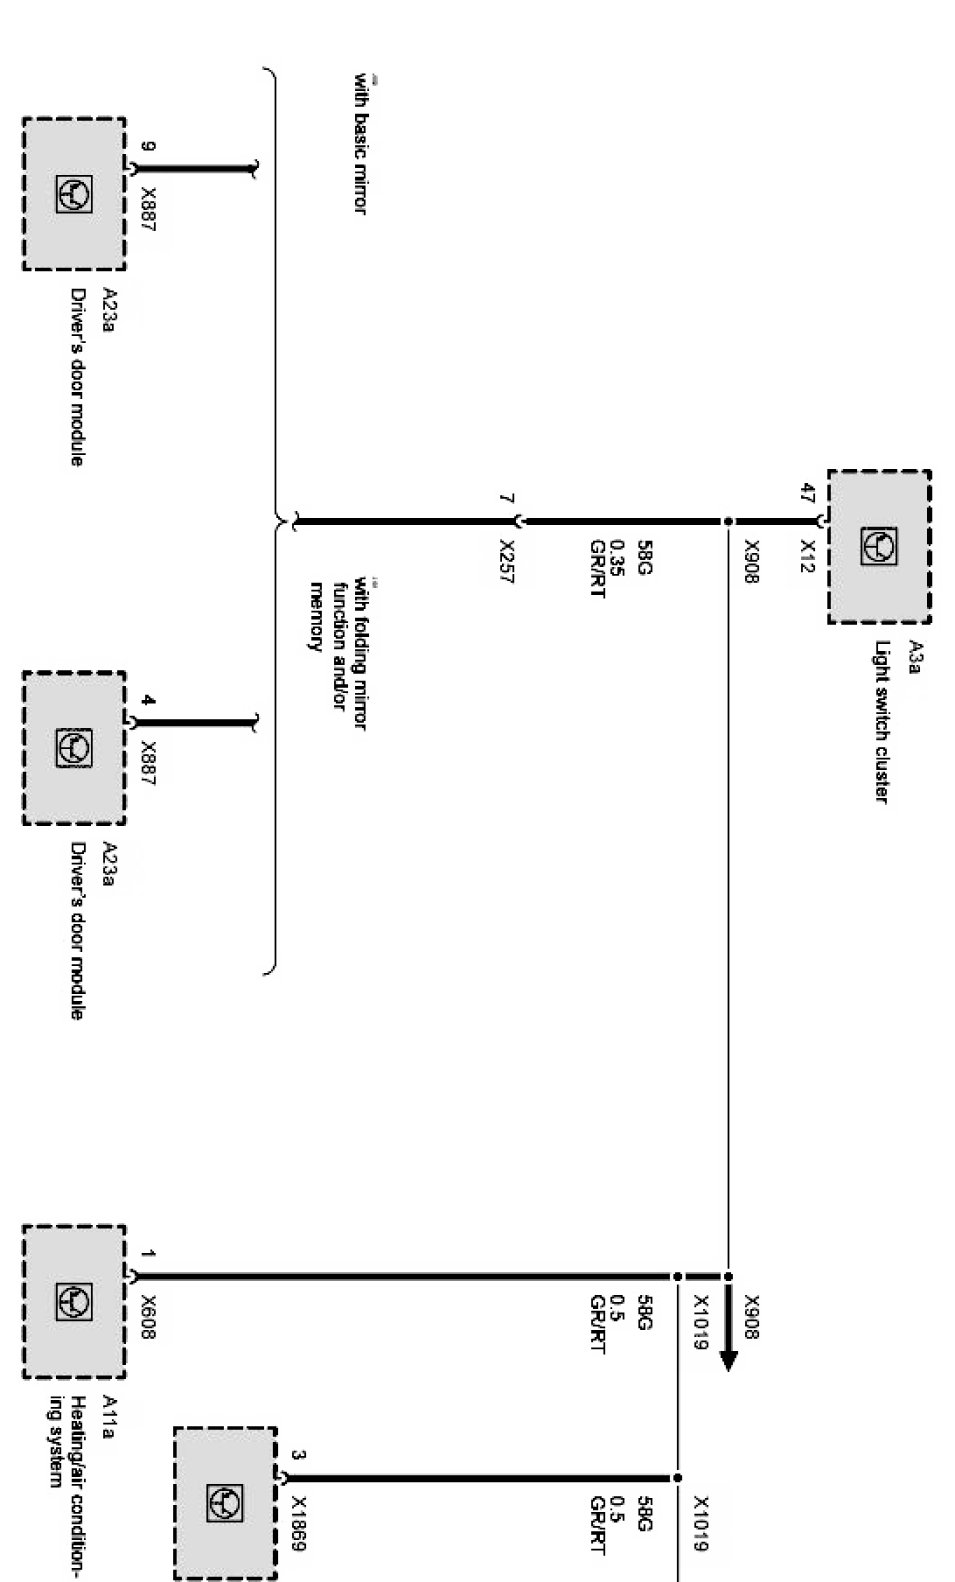 A3a
Light switch cluster
47
X12
X908
58G
0.35
GR/RT
7
X257
with basic mirror
with folding mirror
function and/or
memory
9
X887
A23a
Driver's door module
4
X887
A23a
Driver's door module
X908
X1019
58G
0.5
GR/RT
1
X608
A11a
Heating/air condition-
ing system
X1019
58G
0.5
GR/RT
3
X1869